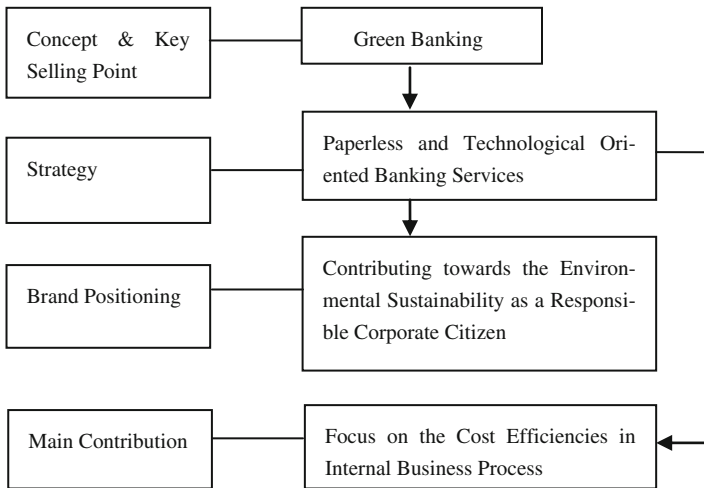 Concept & Key
Selling Point
Green Banking
Strategy
Paperless and Technological Ori-
ented Banking Services
Brand Positioning
Contributing towards the Environ-
mental Sustainability as a Responsi-
ble Corporate Citizen
Main Contribution
Focus on the Cost Efficiencies in
Internal Business Process